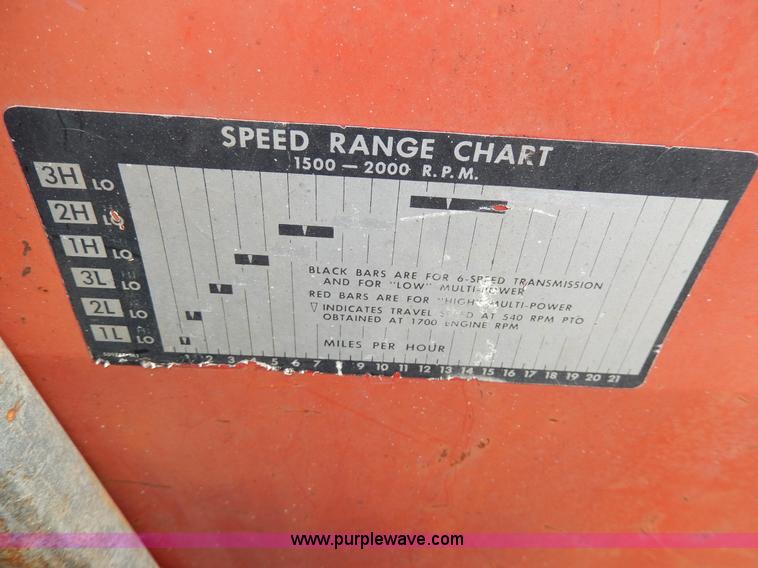 SPEED RANGE CHART
1500 — 2000 R.P.M.
3H LO
2H LO
1H LO
3L LO
2L LO
1L LO
BLACK BARS ARE FOR 6-SPEED TRANSMISSION
AND FOR "LOW" MULTI-POWER
RED BARS ARE FOR "HIGH" MULTI-POWER
▽ INDICATES TRAVEL SPEED AT 540 RPM PTO
OBTAINED AT 1700 ENGINE RPM
MILES PER HOUR
1 2 3 4 5 6 7 8 9 10 11 12 13 14 15 16 17 18 19 20 21
www.purplewave.com